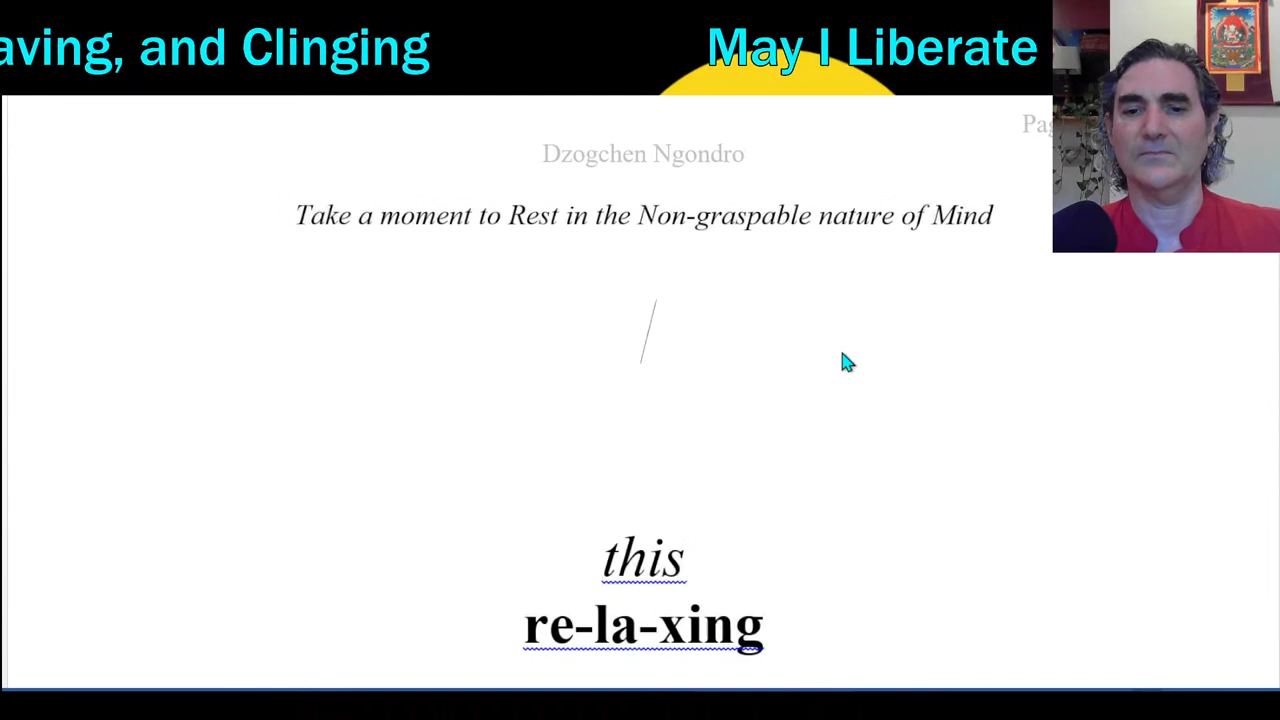 aving, and Clinging May I Liberate
Pag
Dzogchen Ngondro
Take a moment to Rest in the Non-graspable nature of Mind
this
re-la-xing